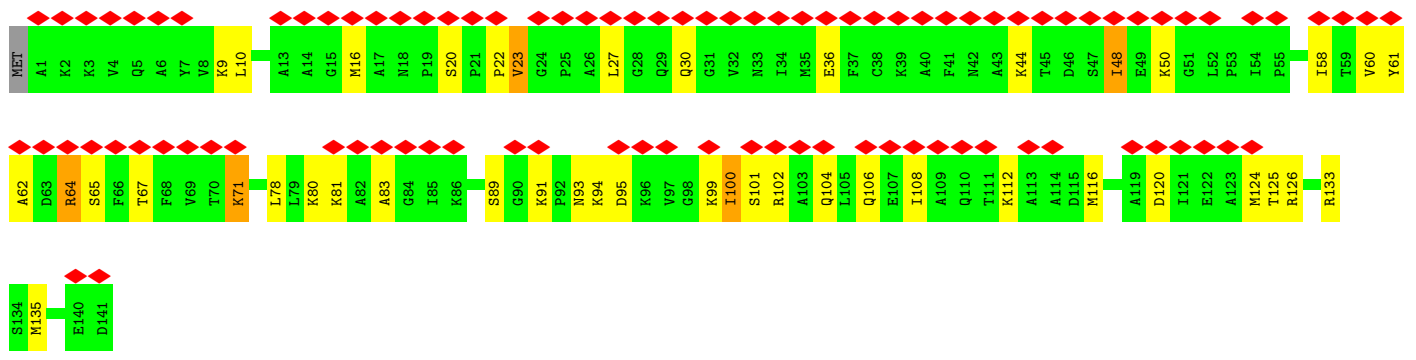 MET A1 K2 K3 V4 Q5 A6 Y7 V8 K9 L10 A13 A14 G15 M16 A17 N18 P19 S20 P21 P22 V23 G24 P25 A26 L27 G28 Q29 Q30 G31 V32 N33 I34 M35 E36 F37 C38 K39 A40 F41 N42 A43 K44 T45 D46 S47 I48 E49 K50 G51 L52 P53 I54 P55 I58 T59 V60 Y61
A62 D63 R64 S65 F66 T67 F68 V69 T70 K71 L78 L79 K80 K81 A82 A83 G84 I85 K86 S89 G90 K91 P92 N93 K94 D95 K96 V97 G98 K99 I100 S101 R102 A103 Q104 L105 Q106 E107 I108 A109 Q110 T111 K112 A113 A114 D115 M116 A119 D120 I121 E122 A123 M124 T125 R126 R133
S134 M135 E140 D141